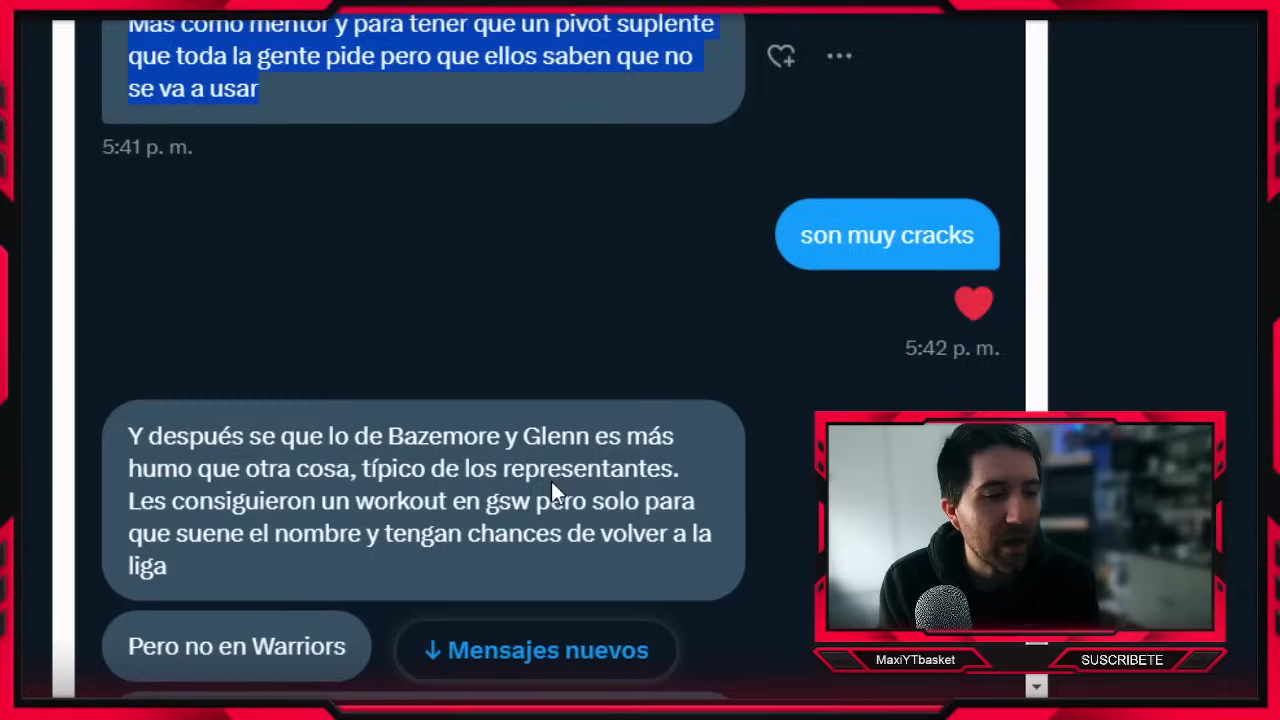 Mas como mentor y para tener que un pivot suplente
que toda la gente pide pero que ellos saben que no
se va a usar
5:41 p. m.
son muy cracks
5:42 p. m.
Y después se que lo de Bazemore y Glenn es más
humo que otra cosa, típico de los representantes.
Les consiguieron un workout en gsw pero solo para
que suene el nombre y tengan chances de volver a la
liga
Pero no en Warriors
↓ Mensajes nuevos
MaxiYTbasket
SUSCRIBETE